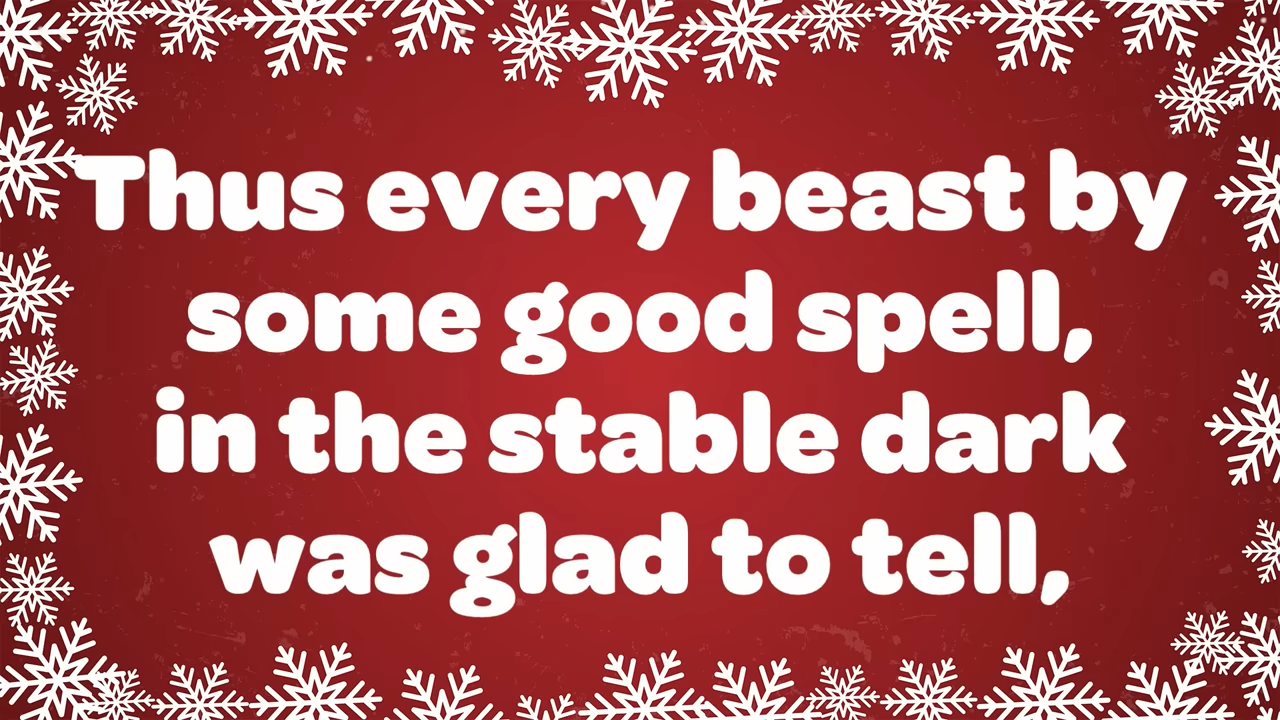 Thus every beast by
some good spell,
in the stable dark
was glad to tell,